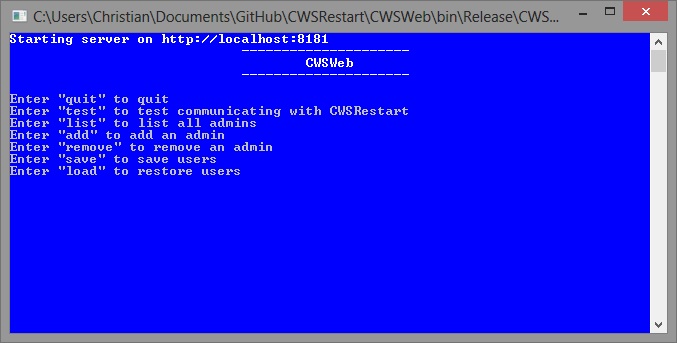 C:\Users\Christian\Documents\GitHub\CWSRestart\CWSWeb\bin\Release\CWS...
Starting server on http://localhost:8181
---------------------
CWSWeb
---------------------
Enter "quit" to quit
Enter "test" to test communicating with CWSRestart
Enter "list" to list all admins
Enter "add" to add an admin
Enter "remove" to remove an admin
Enter "save" to save users
Enter "load" to restore users